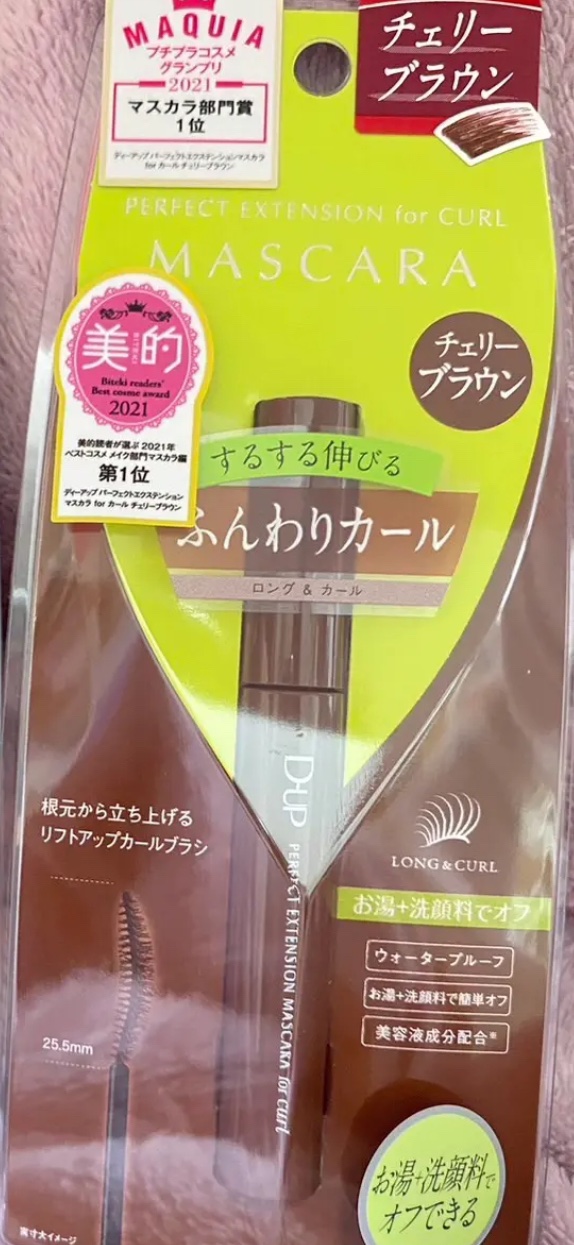 MAQUIA
プチプラコスメ
グランプリ
2021
マスカラ部門賞
1位
ディーアップ パーフェクトエクステンションマスカラ
for カール チェリーブラウン
チェリー
ブラウン
PERFECT EXTENSION for CURL
MASCARA
美的
BITEKI
Biteki readers'
Best cosme award
2021
美的読者が選ぶ2021年
ベストコスメ メイク部門マスカラ編
第1位
ディーアップ パーフェクトエクステンション
マスカラ for カール チェリーブラウン
チェリー
ブラウン
するする伸びる
ふんわりカール
ロング & カール
D-UP
PERFECT EXTENSION MASCARA for curl
根元から立ち上げる
リフトアップカールブラシ
25.5mm
実寸大イメージ
LONG & CURL
お湯+洗顔料でオフ
ウォータープルーフ
お湯+洗顔料で簡単オフ
美容液成分配合※
お湯+洗顔料で
オフできる